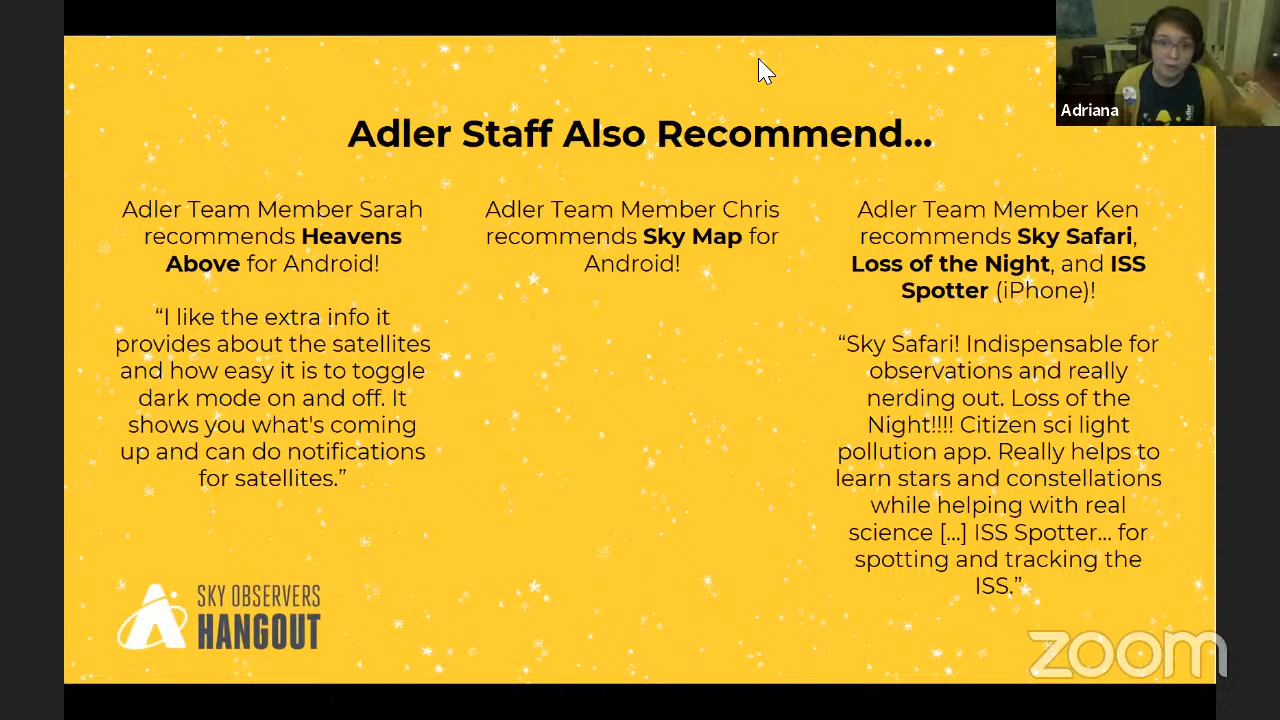 Adriana
Adler Staff Also Recommend...
Adler Team Member Sarah
recommends Heavens
Above for Android!
“I like the extra info it
provides about the satellites
and how easy it is to toggle
dark mode on and off. It
shows you what's coming
up and can do notifications
for satellites.”
Adler Team Member Chris
recommends Sky Map for
Android!
Adler Team Member Ken
recommends Sky Safari,
Loss of the Night, and ISS
Spotter (iPhone)!
“Sky Safari! Indispensable for
observations and really
nerding out. Loss of the
Night!!!! Citizen sci light
pollution app. Really helps to
learn stars and constellations
while helping with real
science [...] ISS Spotter... for
spotting and tracking the
ISS.”
SKY OBSERVERS
HANGOUT
zoom